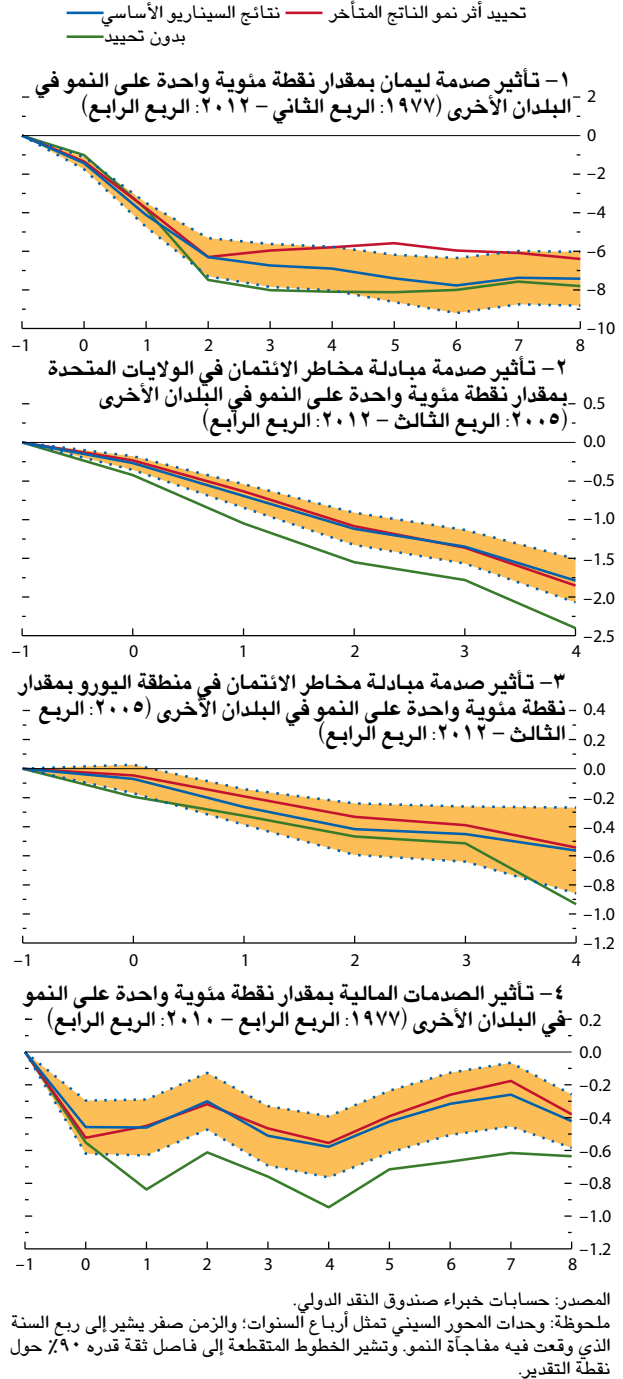 نتائج السيناريو الأساسي
تحييد أثر نمو الناتج المتأخر
بدون تحييد
١– تأثير صدمة ليمان بمقدار نقطة مئوية واحدة على النمو في
البلدان الأخرى (١٩٧٧: الربع الثاني – ٢٠١٢: الربع الرابع)
2
0
–2
–4
–6
–8
–10
–1 0 1 2 3 4 5 6 7 8
٢– تأثير صدمة مبادلة مخاطر الائتمان في الولايات المتحدة
بمقدار نقطة مئوية واحدة على النمو في البلدان الأخرى
(٢٠٠٥: الربع الثالث – ٢٠١٢: الربع الرابع)
0.5
0.0
–0.5
–1.0
–1.5
–2.0
–2.5
–1 0 1 2 3 4
٣– تأثير صدمة مبادلة مخاطر الائتمان في منطقة اليورو بمقدار
نقطة مئوية واحدة على النمو في البلدان الأخرى (٢٠٠٥: الربع
الثالث – ٢٠١٢: الربع الرابع)
0.4
0.2
0.0
–0.2
–0.4
–0.6
–0.8
–1.0
–1.2
–1 0 1 2 3 4
٤– تأثير الصدمات المالية بمقدار نقطة مئوية واحدة على النمو
في البلدان الأخرى (١٩٧٧: الربع الرابع – ٢٠١٠: الربع الرابع)
0.2
0.0
–0.2
–0.4
–0.6
–0.8
–1.0
–1.2
–1 0 1 2 3 4 5 6 7 8
المصدر: حسابات خبراء صندوق النقد الدولي.
ملحوظة: وحدات المحور السيني تمثل أرباع السنوات؛ والزمن صفر يشير إلى ربع السنة
الذي وقعت فيه مفاجأة النمو. وتشير الخطوط المتقطعة إلى فاصل ثقة قدره ٩٠٪ حول
نقطة التقدير.